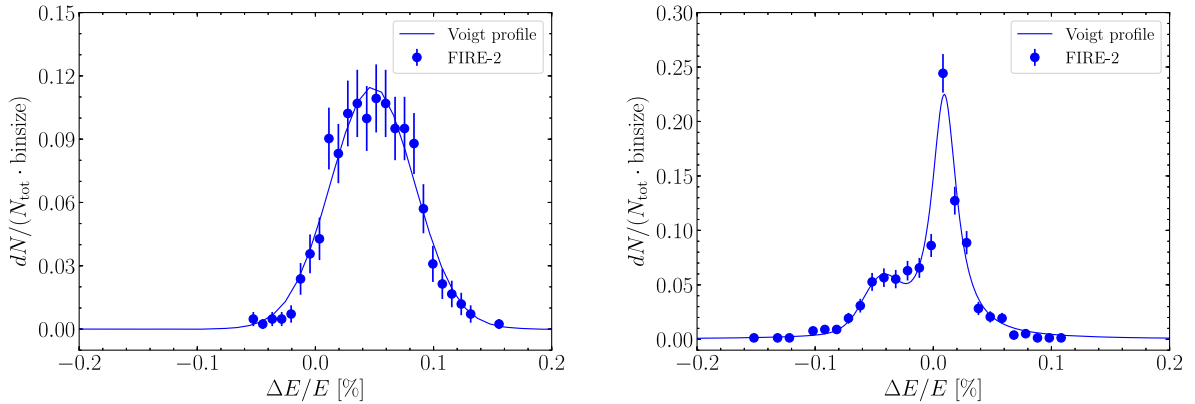 0.15
0.12
0.09
0.06
0.03
0.00
dN/(N_tot · binsize)
Voigt profile
FIRE-2
−0.2
−0.1
0.0
0.1
0.2
ΔE/E [%]
0.30
0.25
0.20
0.15
0.10
0.05
0.00
dN/(N_tot · binsize)
Voigt profile
FIRE-2
−0.2
−0.1
0.0
0.1
0.2
ΔE/E [%]